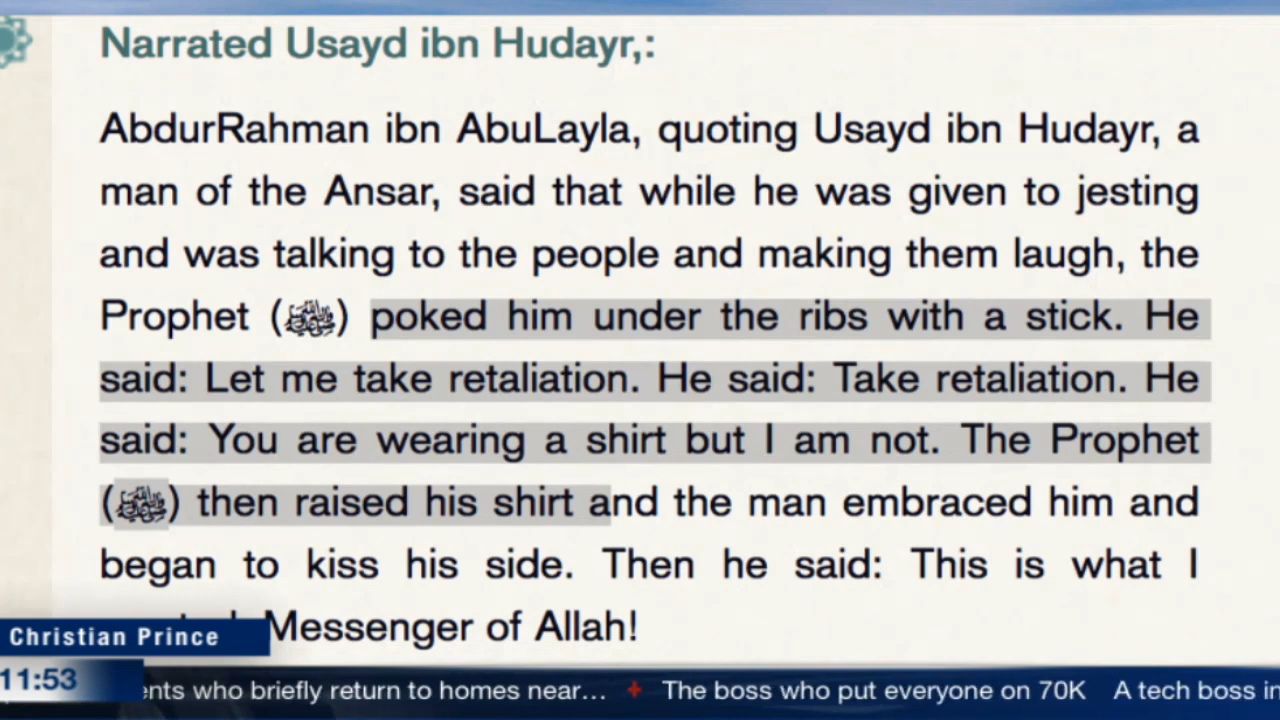 Narrated Usayd ibn Hudayr,:
AbdurRahman ibn AbuLayla, quoting Usayd ibn Hudayr, a
man of the Ansar, said that while he was given to jesting
and was talking to the people and making them laugh, the
Prophet (ﷺ) poked him under the ribs with a stick. He
said: Let me take retaliation. He said: Take retaliation. He
said: You are wearing a shirt but I am not. The Prophet
(ﷺ) then raised his shirt and the man embraced him and
began to kiss his side. Then he said: This is what I
Messenger of Allah!
Christian Prince
11:53
ents who briefly return to homes near... The boss who put everyone on 70K A tech boss in